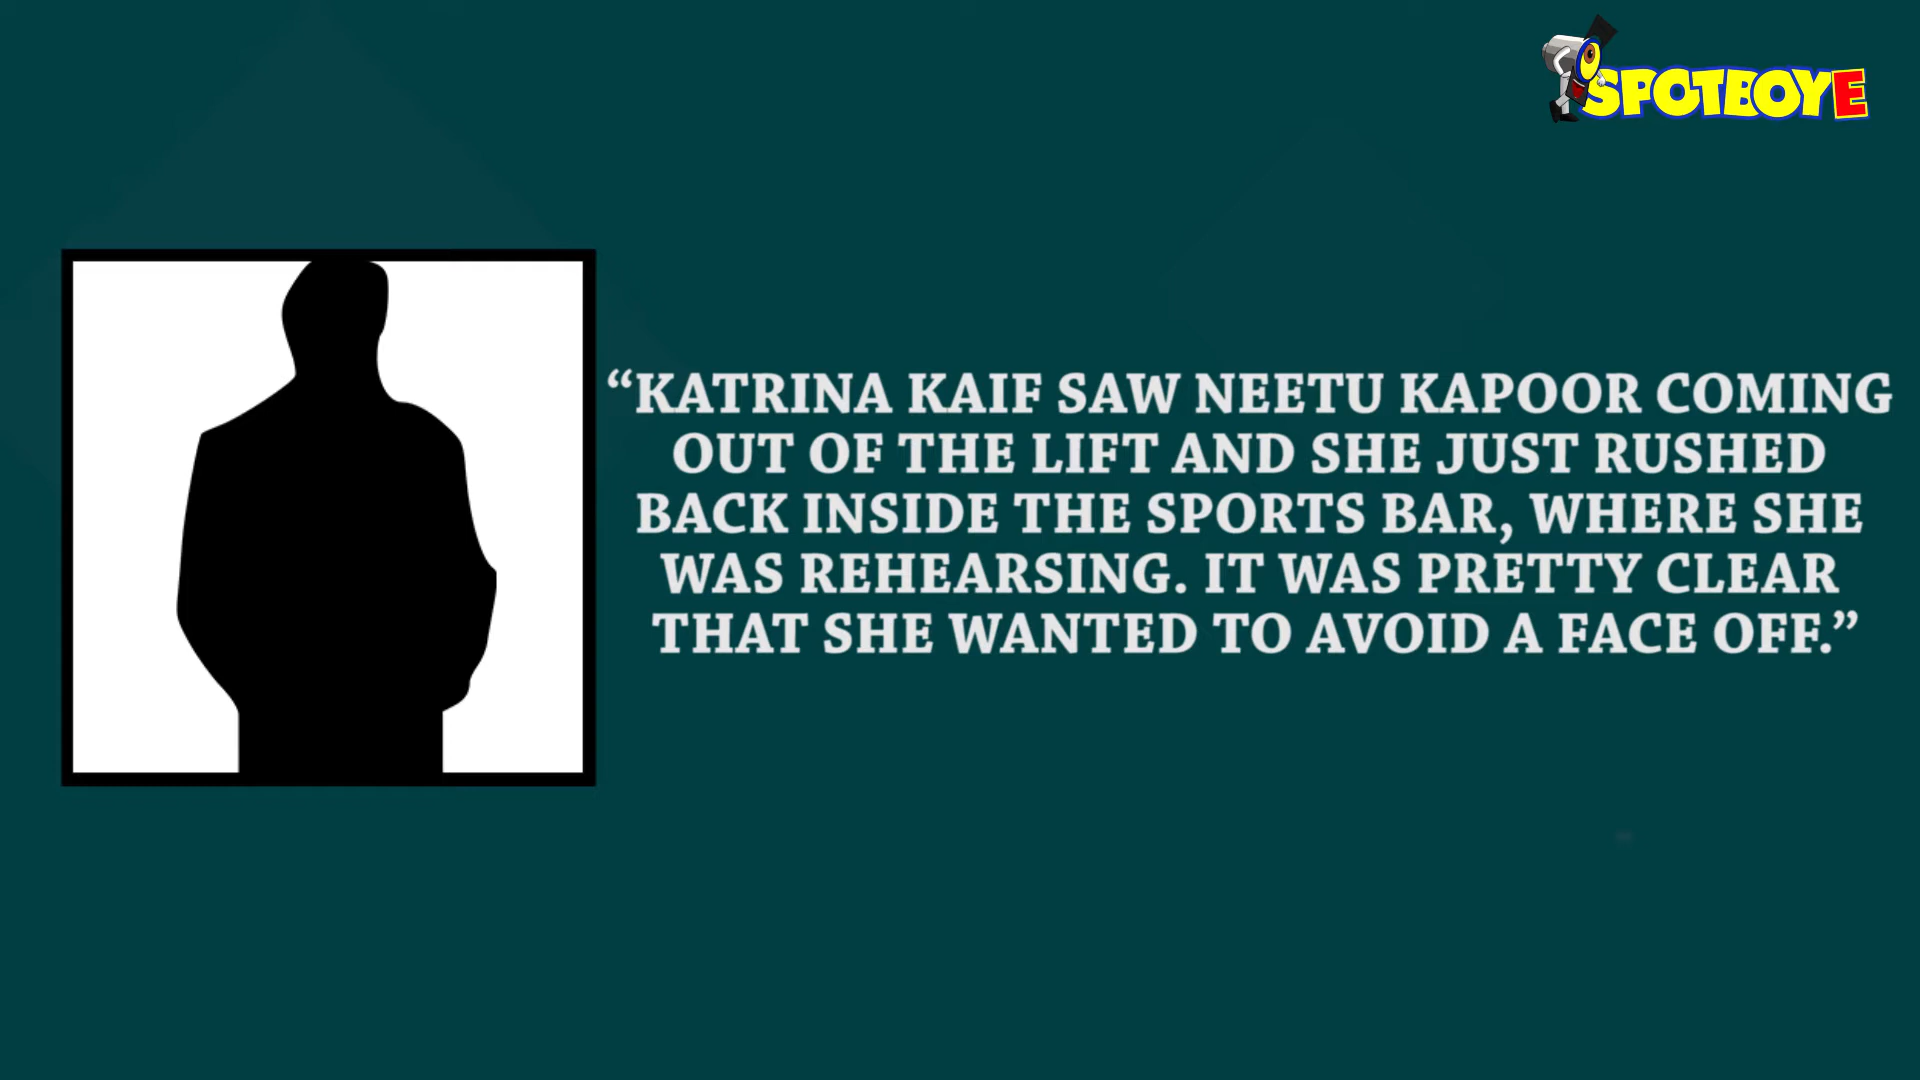 SPOTBOYE
“KATRINA KAIF SAW NEETU KAPOOR COMING
OUT OF THE LIFT AND SHE JUST RUSHED
BACK INSIDE THE SPORTS BAR, WHERE SHE
WAS REHEARSING. IT WAS PRETTY CLEAR
THAT SHE WANTED TO AVOID A FACE OFF.”